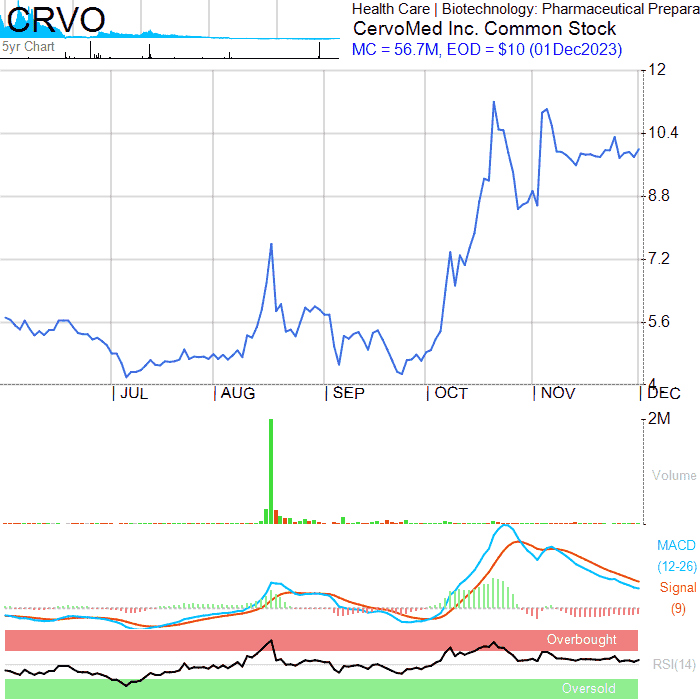 CRVO
5yr Chart
Health Care | Biotechnology: Pharmaceutical Prepara
CervoMed Inc. Common Stock
MC = 56.7M, EOD = $10 (01Dec2023)
12
10.4
8.8
7.2
5.6
4
JUL AUG SEP OCT NOV DEC
2M
Volume
MACD
(12-26)
Signal
(9)
Overbought
RSI(14)
Oversold